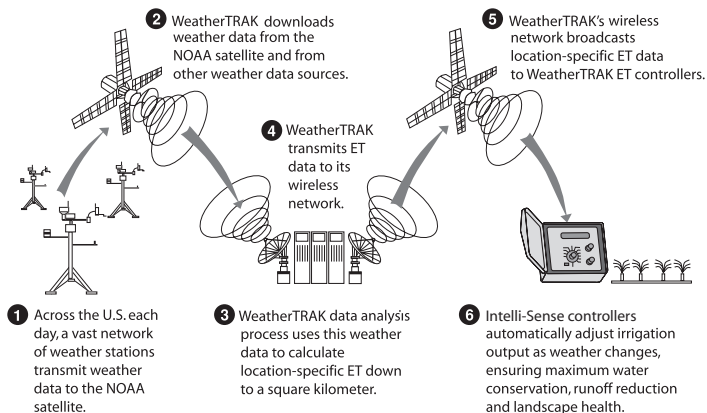 1 Across the U.S. each
day, a vast network
of weather stations
transmit weather
data to the NOAA
satellite.
2 WeatherTRAK downloads
weather data from the
NOAA satellite and from
other weather data sources.
3 WeatherTRAK data analysis
process uses this weather
data to calculate
location-specific ET down
to a square kilometer.
4 WeatherTRAK
transmits ET
data to its
wireless
network.
5 WeatherTRAK's wireless
network broadcasts
location-specific ET data
to WeatherTRAK ET controllers.
6 Intelli-Sense controllers
automatically adjust irrigation
output as weather changes,
ensuring maximum water
conservation, runoff reduction
and landscape health.